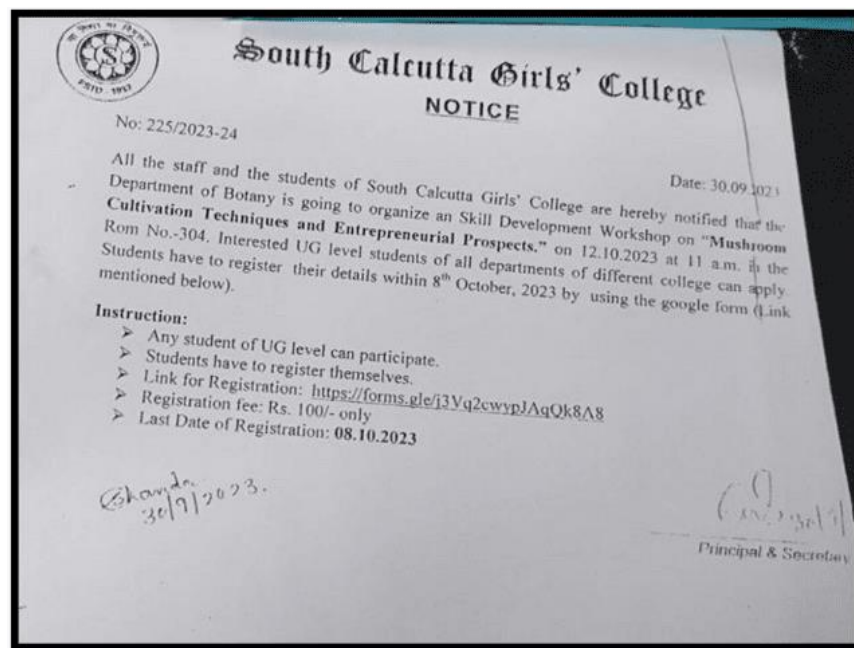 South Calcutta Girls' College
NOTICE
ESTD - 1932
No: 225/2023-24
Date: 30.09.2023
All the staff and the students of South Calcutta Girls' College are hereby notified that the
Department of Botany is going to organize an Skill Development Workshop on "Mushroom
Cultivation Techniques and Entrepreneurial Prospects," on 12.10.2023 at 11 a.m. in the
Rom No.-304. Interested UG level students of all departments of different college can apply.
Students have to register their details within 8th October, 2023 by using the google form (Link
mentioned below).
Instruction:
➢ Any student of UG level can participate.
➢ Students have to register themselves.
➢ Link for Registration: https://forms.gle/j3Vq2cwypJAqQk8A8
➢ Registration fee: Rs. 100/- only
➢ Last Date of Registration: 08.10.2023
30/9/2023.
Principal & Secretary